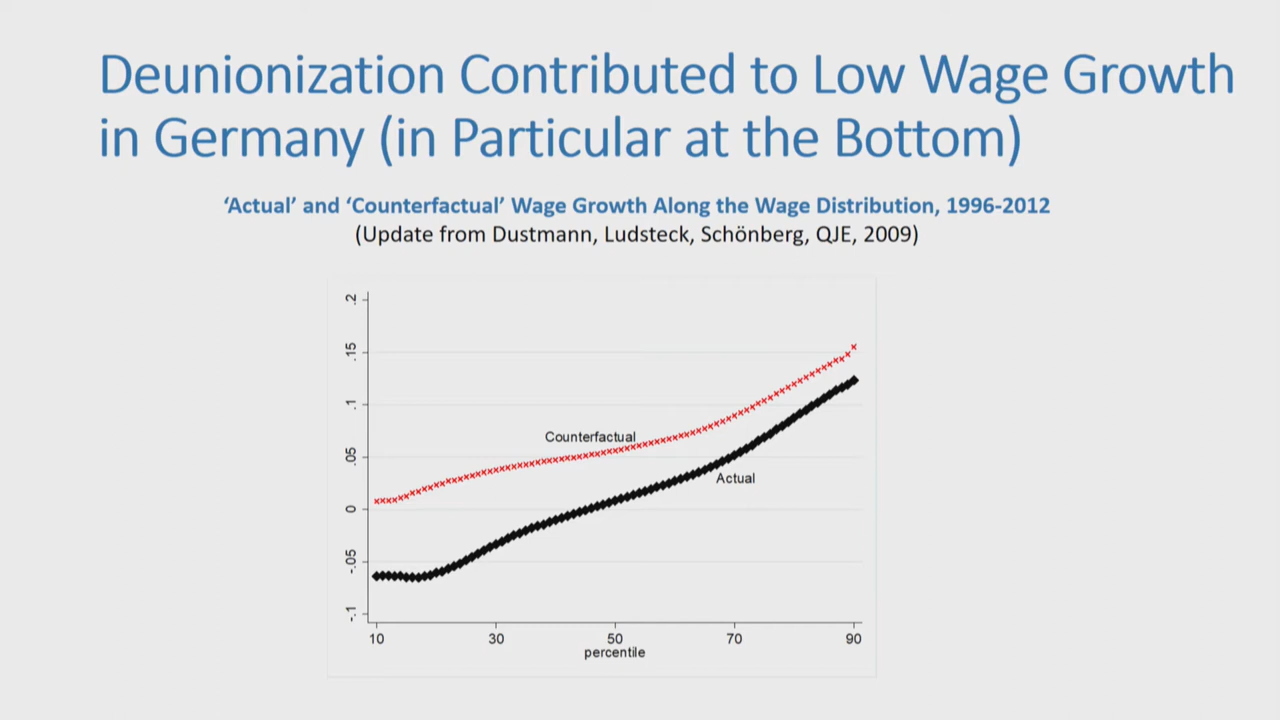 Deunionization Contributed to Low Wage Growth
in Germany (in Particular at the Bottom)
‘Actual’ and ‘Counterfactual’ Wage Growth Along the Wage Distribution, 1996-2012
(Update from Dustmann, Ludsteck, Schönberg, QJE, 2009)
.2
.15
.1
.05
0
-.05
-.1
Counterfactual
Actual
10 30 50 70 90
percentile